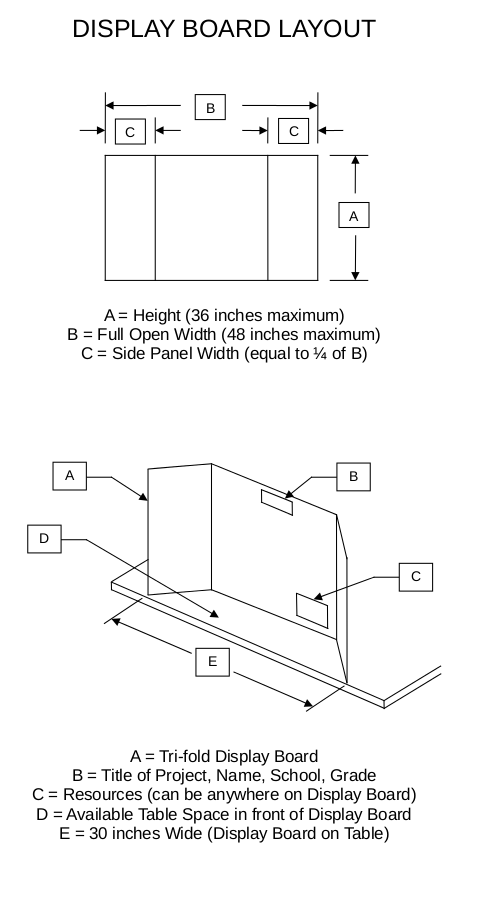 DISPLAY BOARD LAYOUT
B
C
C
A
A = Height (36 inches maximum)
B = Full Open Width (48 inches maximum)
C = Side Panel Width (equal to ¼ of B)
A
B
D
C
E
A = Tri-fold Display Board
B = Title of Project, Name, School, Grade
C = Resources (can be anywhere on Display Board)
D = Available Table Space in front of Display Board
E = 30 inches Wide (Display Board on Table)